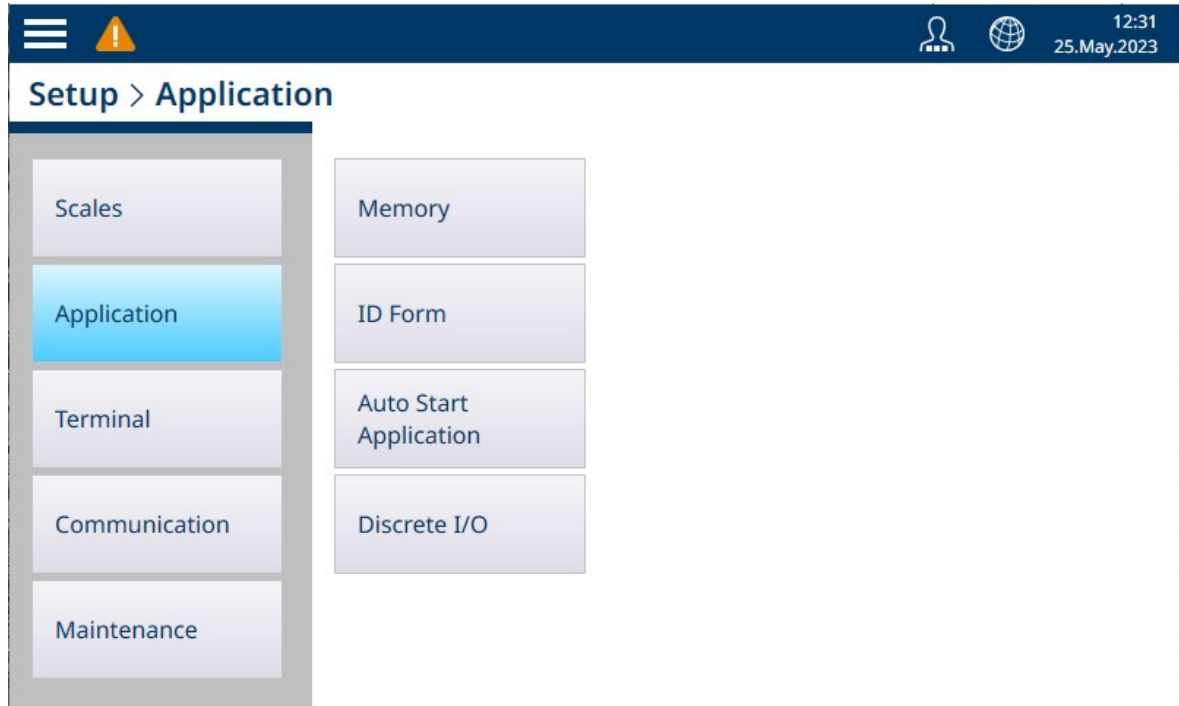 12:31
25.May.2023
Setup > Application
Scales
Memory
Application
ID Form
Terminal
Auto Start
Application
Communication
Discrete I/O
Maintenance